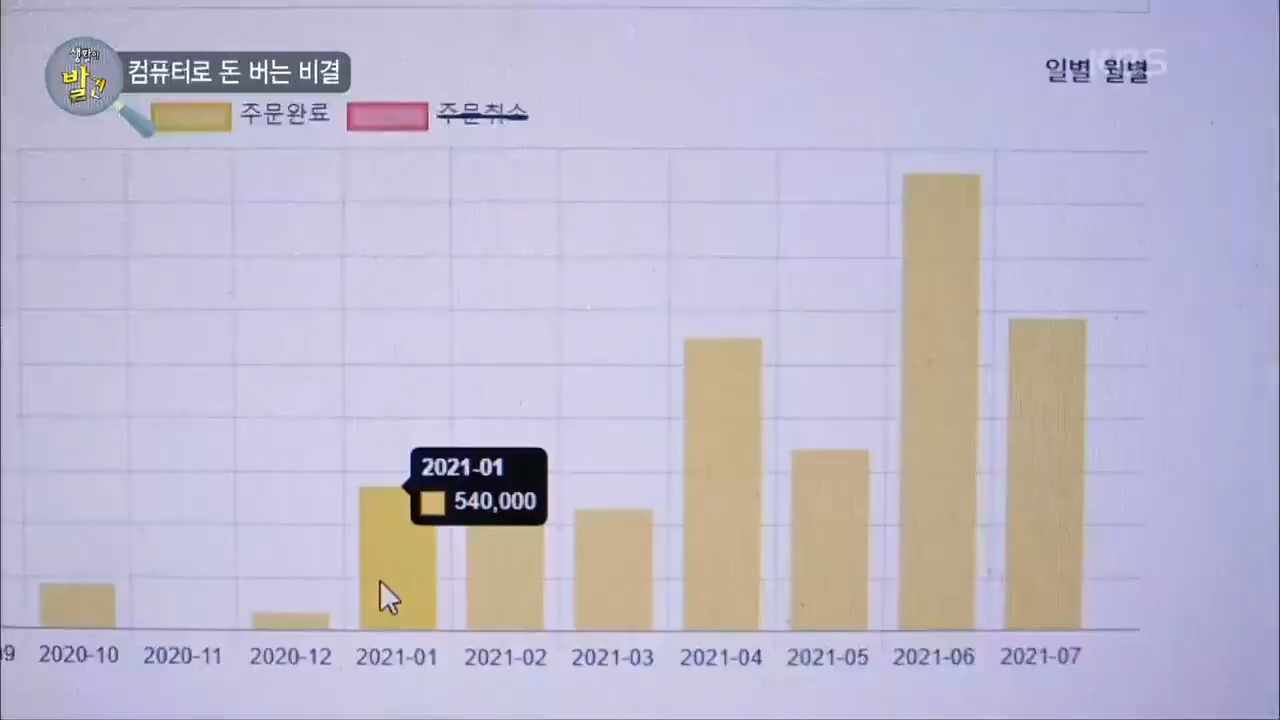 생활의
발견
컴퓨터로 돈 버는 비결
KBS
일별 월별
주문완료 주문취소
2021-01
540,000
09 2020-10 2020-11 2020-12 2021-01 2021-02 2021-03 2021-04 2021-05 2021-06 2021-07